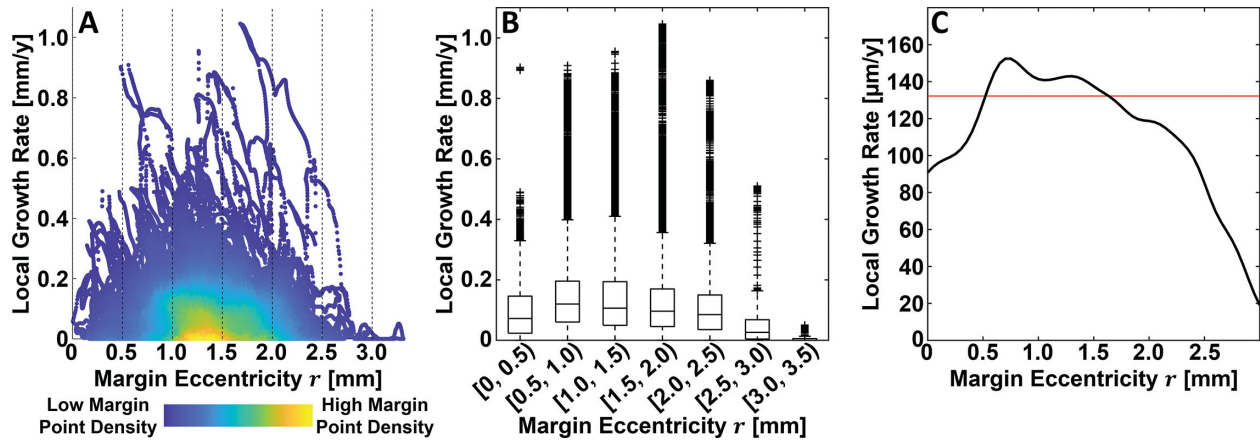 A
Local Growth Rate [mm/y]
1.0
0.8
0.6
0.4
0.2
0
0 0.5 1.0 1.5 2.0 2.5 3.0
Margin Eccentricity r [mm]
Low Margin
Point Density
High Margin
Point Density
B
Local Growth Rate [mm/y]
1.0
0.8
0.6
0.4
0.2
0
[0, 0.5) [0.5, 1.0) [1.0, 1.5) [1.5, 2.0) [2.0, 2.5) [2.5, 3.0) [3.0, 3.5)
Margin Eccentricity r [mm]
C
Local Growth Rate [μm/y]
160
140
120
100
80
60
40
20
0
0 0.5 1.0 1.5 2.0 2.5
Margin Eccentricity r [mm]